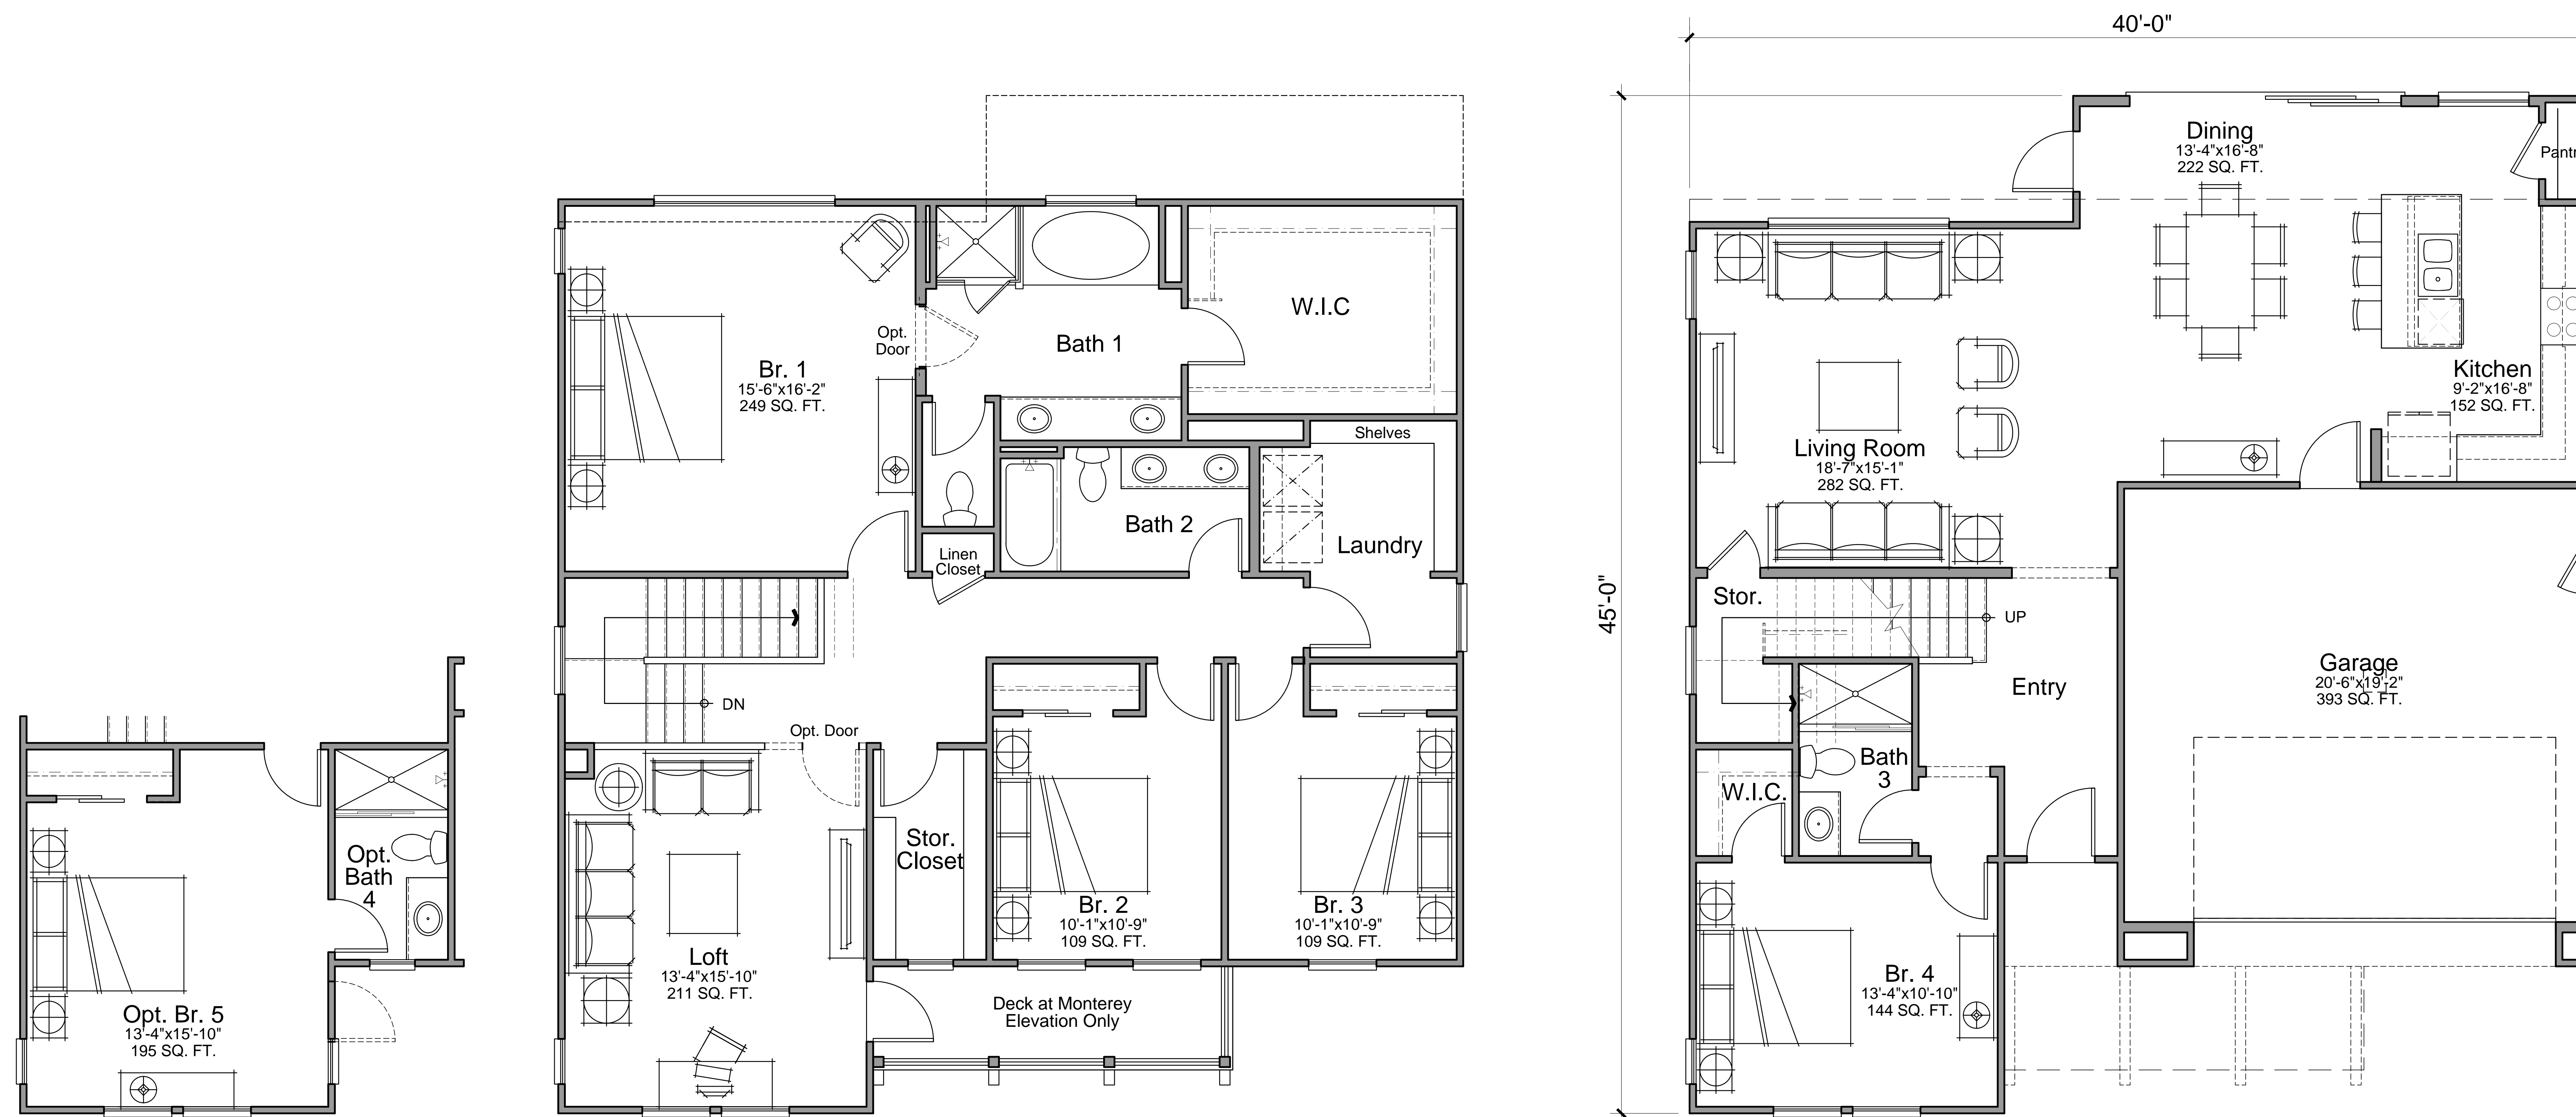 Opt.
Bath
4
Opt. Br. 5
13'-4"x15'-10"
195 SQ. FT.
Br. 1
15'-6"x16'-2"
249 SQ. FT.
Opt.
Door
Bath 1
W.I.C
Shelves
Bath 2
Linen
Closet
Laundry
DN
Opt. Door
Stor.
Closet
Br. 2
10'-1"x10'-9"
109 SQ. FT.
Br. 3
10'-1"x10'-9"
109 SQ. FT.
Loft
13'-4"x15'-10"
211 SQ. FT.
Deck at Monterey
Elevation Only
40'-0"
45'-0"
Dining
13'-4"x16'-8"
222 SQ. FT.
Pantr
Kitchen
9'-2"x16'-8"
152 SQ. FT.
Living Room
18'-7"x15'-1"
282 SQ. FT.
Stor.
UP
Entry
Garage
20'-6"x19'-2"
393 SQ. FT.
Bath
3
W.I.C.
Br. 4
13'-4"x10'-10"
144 SQ. FT.